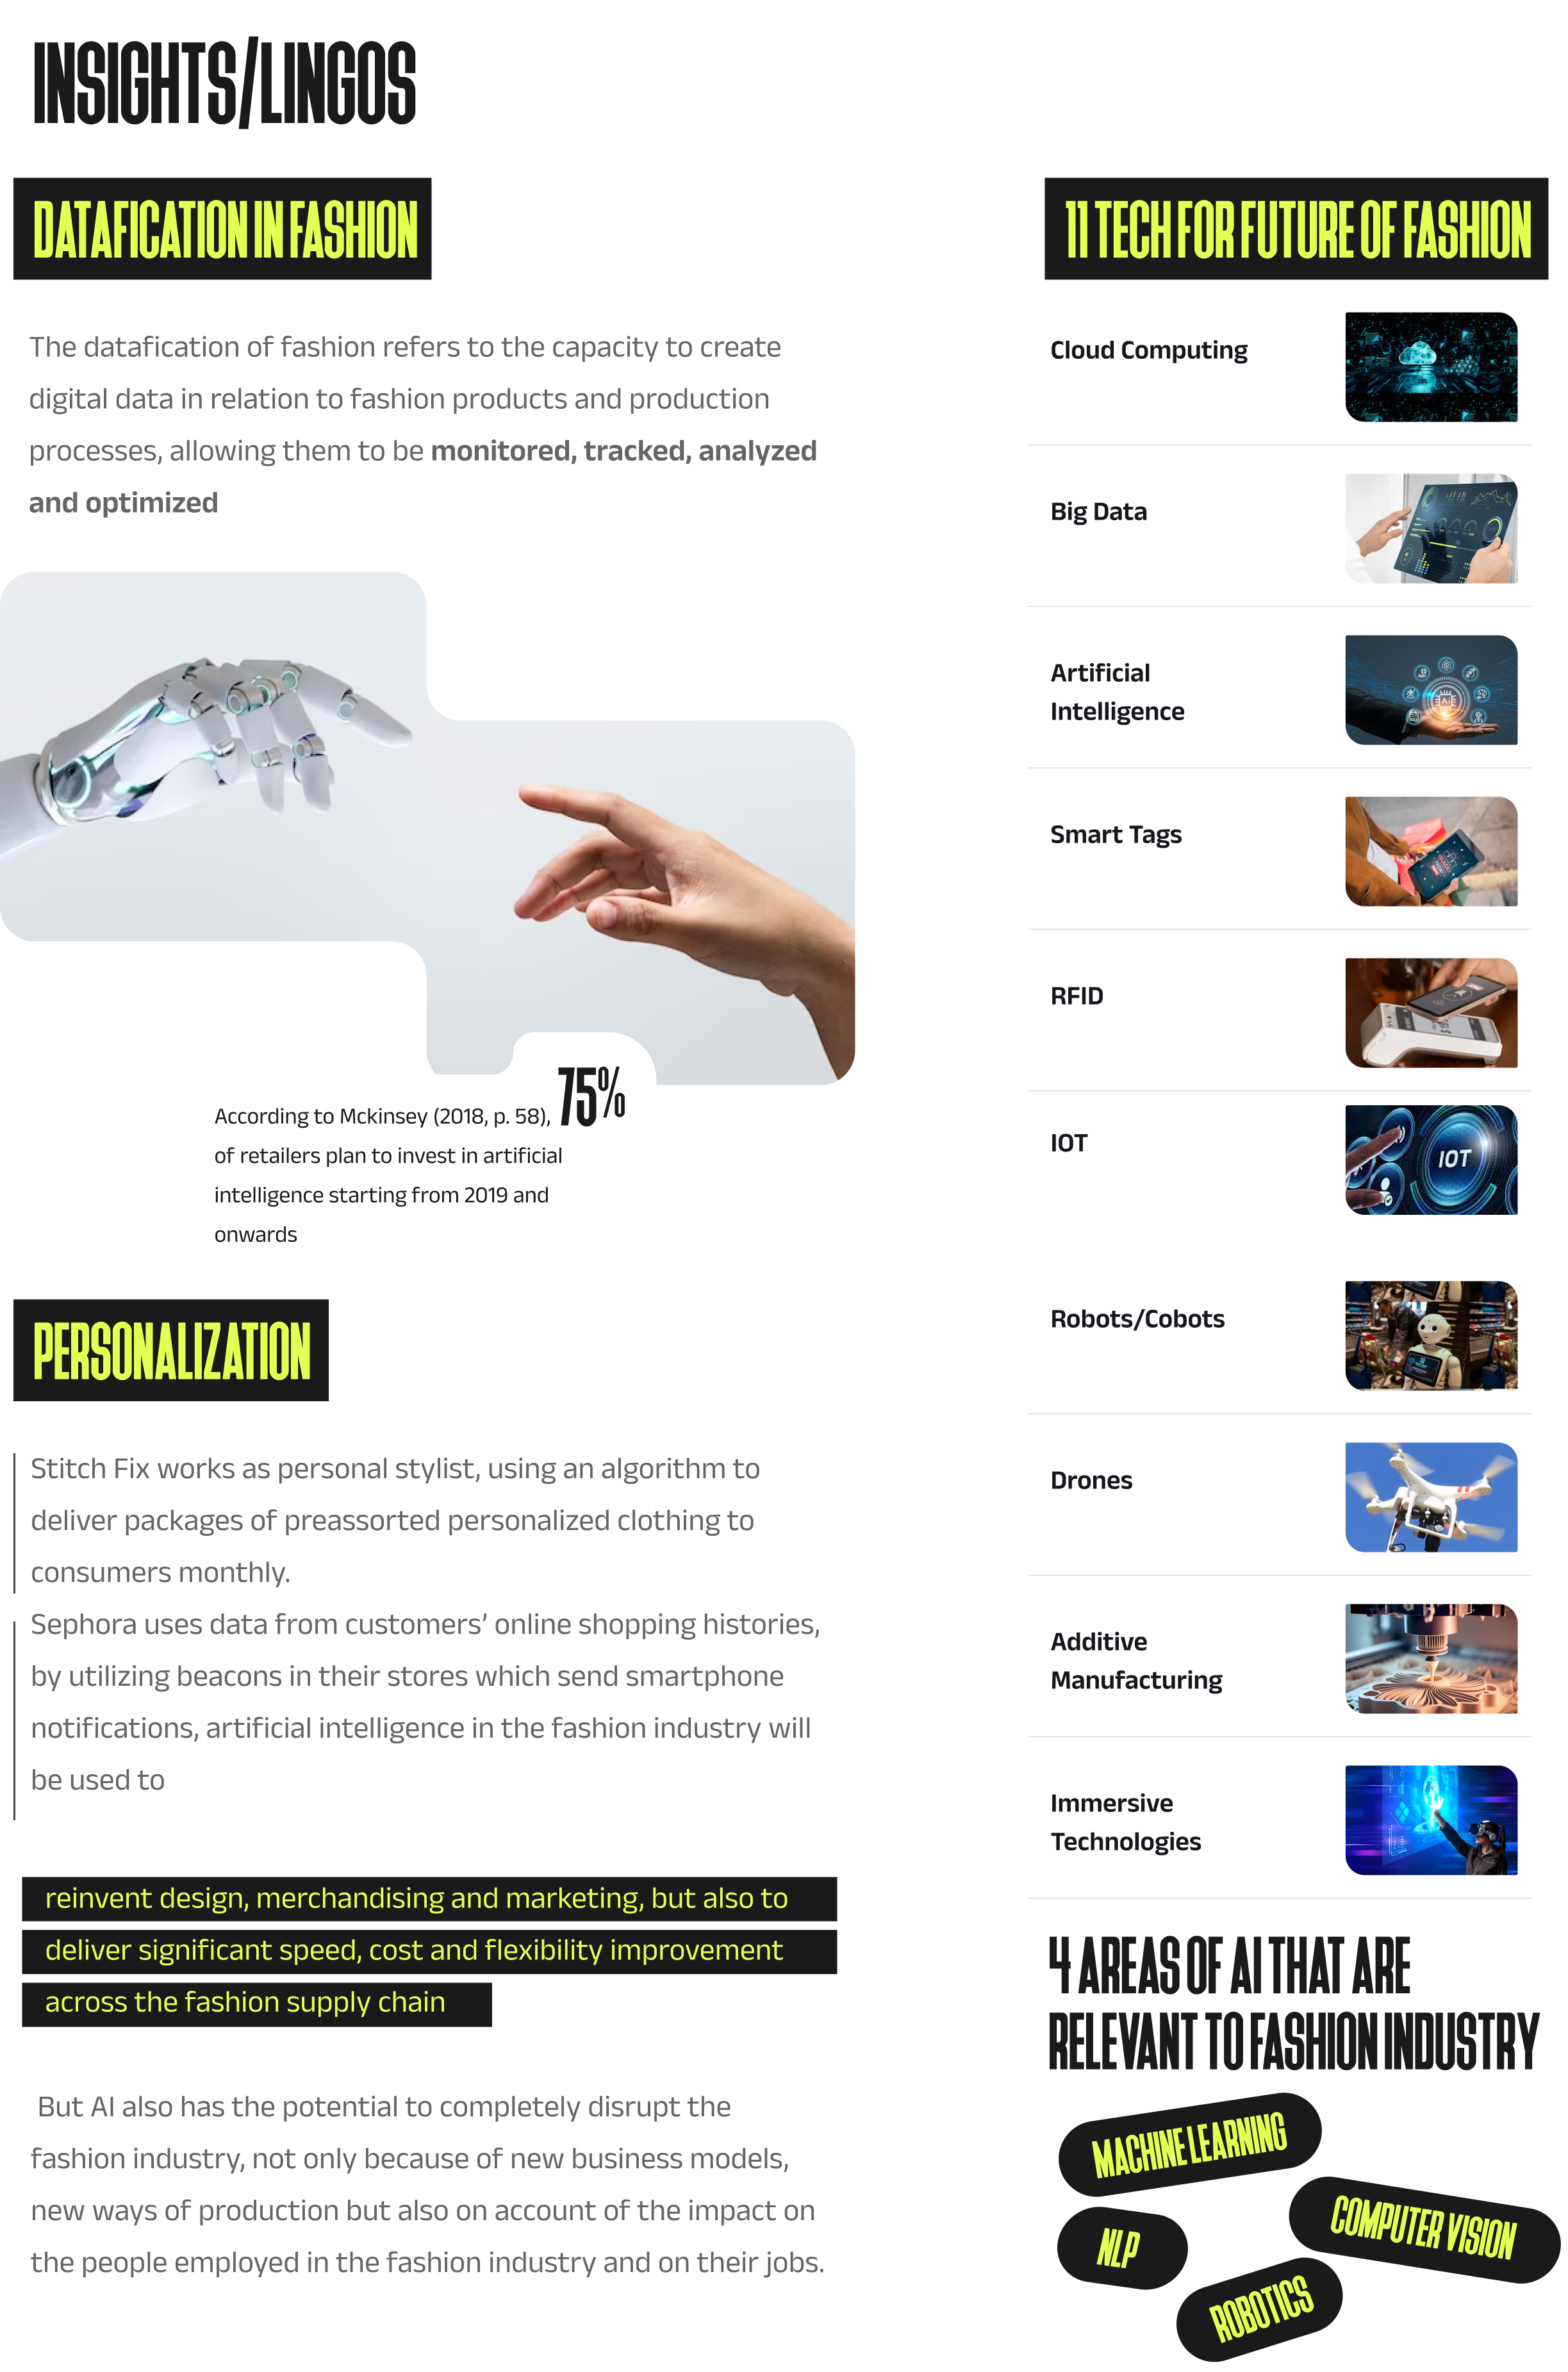 INSIGHTS/LINGOS
DATAFICATION IN FASHION
The datafication of fashion refers to the capacity to create
digital data in relation to fashion products and production
processes, allowing them to be monitored, tracked, analyzed
and optimized
According to Mckinsey (2018, p. 58), 75%
of retailers plan to invest in artificial
intelligence starting from 2019 and
onwards
PERSONALIZATION
Stitch Fix works as personal stylist, using an algorithm to
deliver packages of preassorted personalized clothing to
consumers monthly.
Sephora uses data from customers’ online shopping histories,
by utilizing beacons in their stores which send smartphone
notifications, artificial intelligence in the fashion industry will
be used to
reinvent design, merchandising and marketing, but also to
deliver significant speed, cost and flexibility improvement
across the fashion supply chain
But AI also has the potential to completely disrupt the
fashion industry, not only because of new business models,
new ways of production but also on account of the impact on
the people employed in the fashion industry and on their jobs.
11 TECH FOR FUTURE OF FASHION
Cloud Computing
Big Data
Artificial
Intelligence
AI
Smart Tags
RFID
IOT
IOT
Robots/Cobots
Drones
Additive
Manufacturing
Immersive
Technologies
4 AREAS OF AI THAT ARE
RELEVANT TO FASHION INDUSTRY
MACHINE LEARNING
COMPUTER VISION
NLP
ROBOTICS